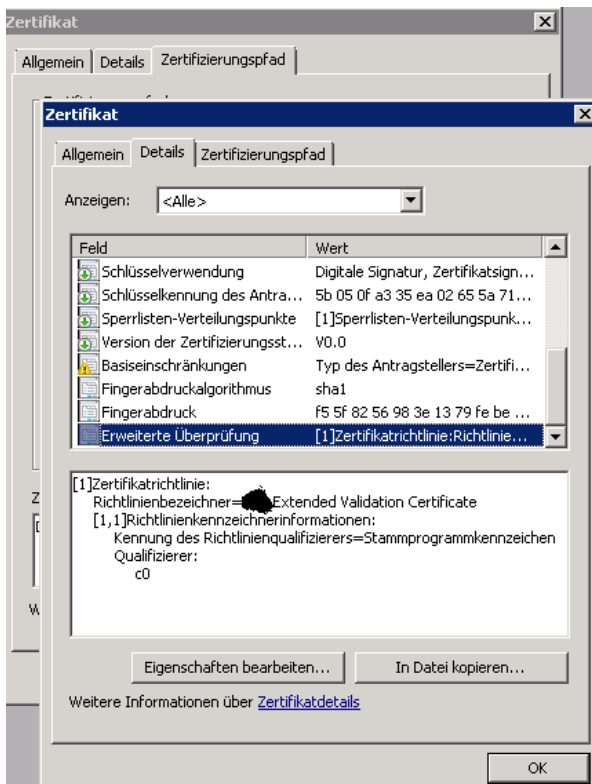 Zertifikat
Allgemein Details Zertifizierungspfad
Zertifikat
Allgemein Details Zertifizierungspfad
Anzeigen: <Alle>
Feld Wert
Schlüsselverwendung Digitale Signatur, Zertifikatsign...
Schlüsselkennung des Antra... 5b 05 0f a3 35 ea 02 65 5a 71...
Sperrlisten-Verteilungspunkte [1]Sperrlisten-Verteilungspunk...
Version der Zertifizierungsst... V0.0
Basiseinschränkungen Typ des Antragstellers=Zertifi...
Fingerabdruckalgorithmus sha1
Fingerabdruck f5 5f 82 56 98 3e 13 79 fe be ...
Erweiterte Überprüfung [1]Zertifikatrichtlinie:Richtlinie...
[1]Zertifikatrichtlinie:
Richtlinienbezeichner= Extended Validation Certificate
[1,1]Richtlinienkennzeichnerinformationen:
Kennung des Richtlinienqualifizierers=Stammprogrammkennzeichen
Qualifizierer:
c0
Eigenschaften bearbeiten... In Datei kopieren...
Weitere Informationen über Zertifikatdetails
OK